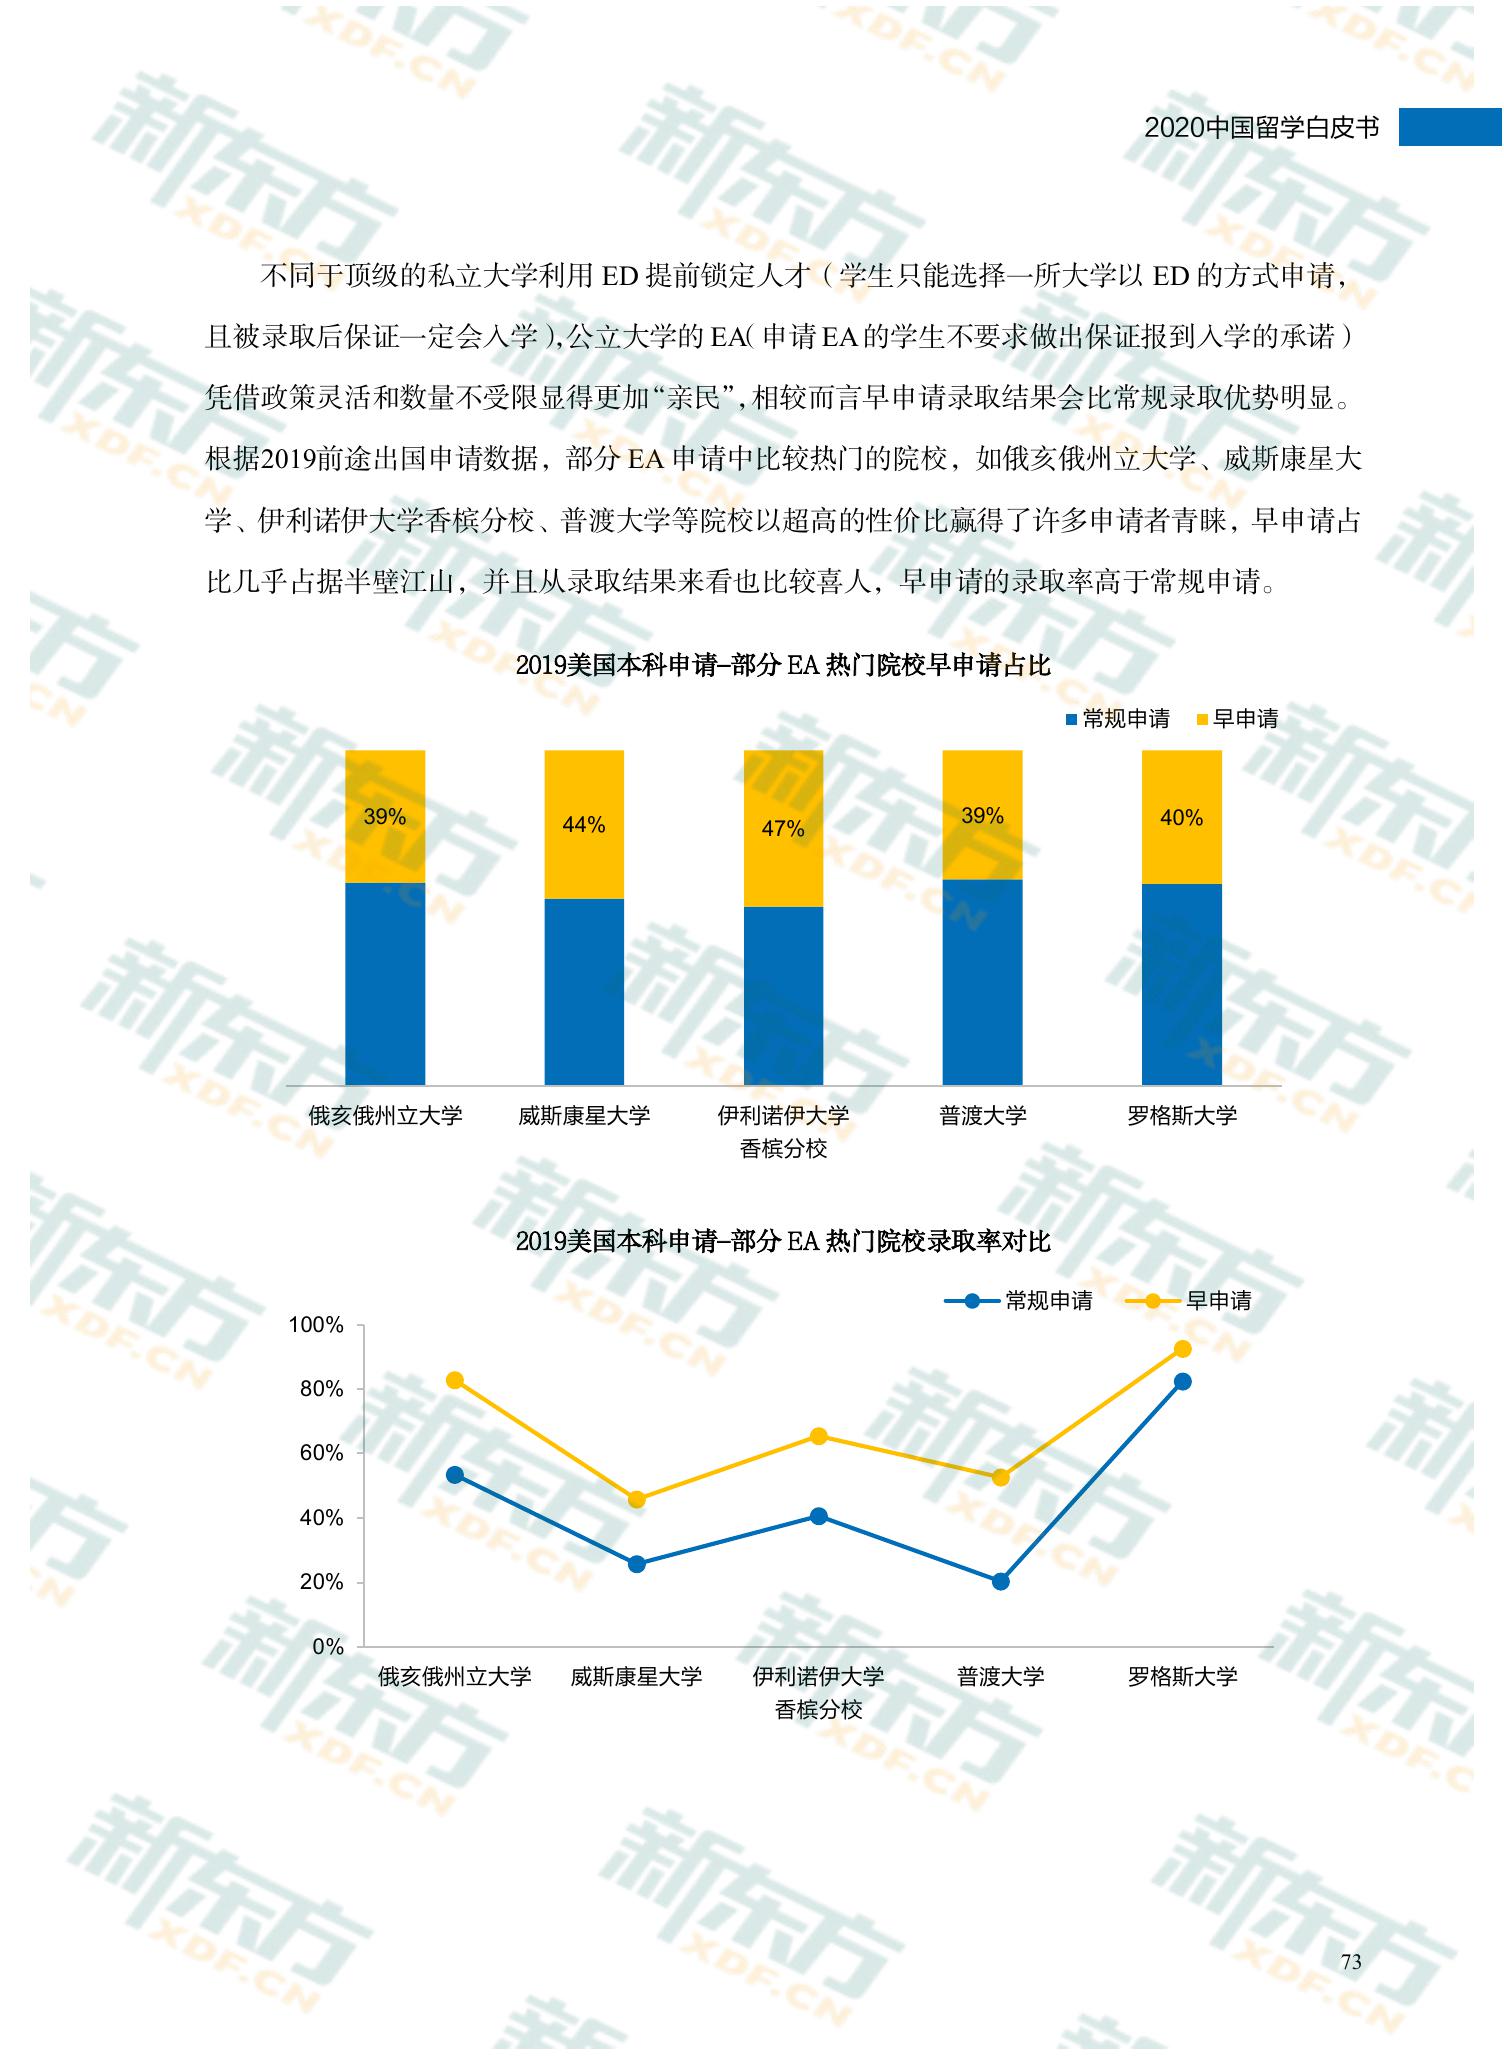 2020中国留学白皮书
不同于顶级的私立大学利用 ED 提前锁定人才（学生只能选择一所大学以 ED 的方式申请，
且被录取后保证一定会入学），公立大学的 EA（申请 EA 的学生不要求做出保证报到入学的承诺）
凭借政策灵活和数量不受限显得更加“亲民”，相较而言早申请录取结果会比常规录取优势明显。
根据2019前途出国申请数据，部分 EA 申请中比较热门的院校，如俄亥俄州立大学、威斯康星大
学、伊利诺伊大学香槟分校、普渡大学等院校以超高的性价比赢得了许多申请者青睐，早申请占
比几乎占据半壁江山，并且从录取结果来看也比较喜人，早申请的录取率高于常规申请。
2019美国本科申请–部分 EA 热门院校早申请占比
常规申请 早申请
39% 44% 47% 39% 40%
俄亥俄州立大学 威斯康星大学 伊利诺伊大学 普渡大学 罗格斯大学
香槟分校
2019美国本科申请–部分 EA 热门院校录取率对比
常规申请 早申请
100%
80%
60%
40%
20%
0%
俄亥俄州立大学 威斯康星大学 伊利诺伊大学 普渡大学 罗格斯大学
香槟分校
73
新东方
XDF.CN